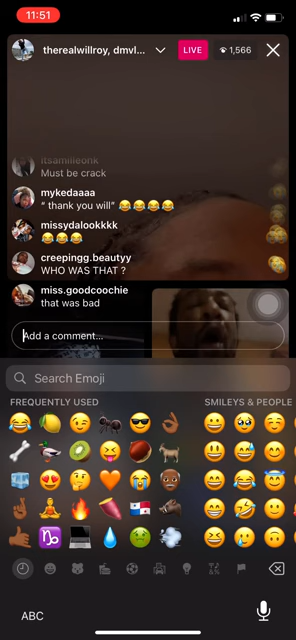 11:51
therealwillroy, dmvl...
LIVE
1,566
itsamileonk
Must be crack
mykedaaaa
“ thank you will” 😂😂😂😂
missydalookkkk
😂😂😂
creepingg.beautyy
WHO WAS THAT ?
miss.goodcoochie
that was bad
Add a comment...
Search Emoji
FREQUENTLY USED
SMILEYS & PEOPLE
ABC